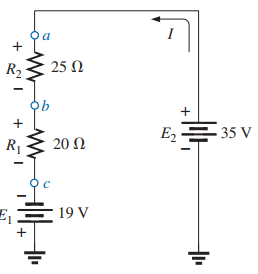 a
I
+
R₂
25 Ω
−
b
+
R₁
20 Ω
−
c
−
E₁
19 V
+
+
E₂
35 V
−